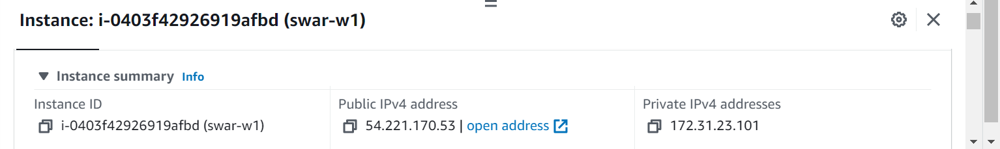 Instance: i-0403f42926919afbd (swar-w1)
Instance summary Info
Instance ID
i-0403f42926919afbd (swar-w1)
Public IPv4 address
54.221.170.53 | open address
Private IPv4 addresses
172.31.23.101